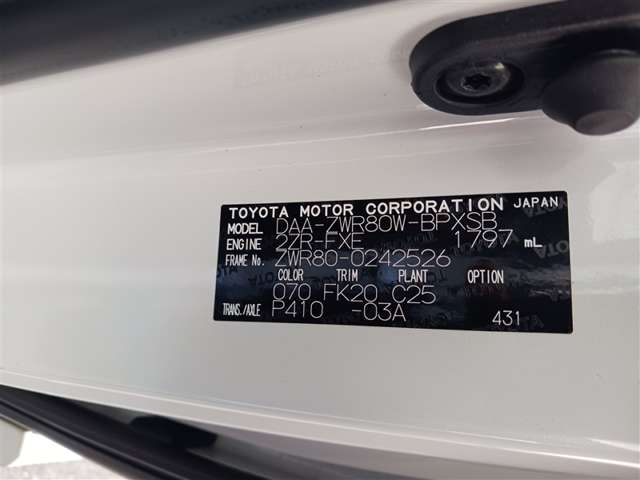 TOYOTA MOTOR CORPORATION JAPAN
MODEL DAA-ZWR80W-BPXSB
ENGINE 2ZR-FXE 1797 mL
FRAME No. ZWR80-0242526
COLOR TRIM PLANT OPTION
070 FK20 C25
TRANS./AXLE P410 -03A 431